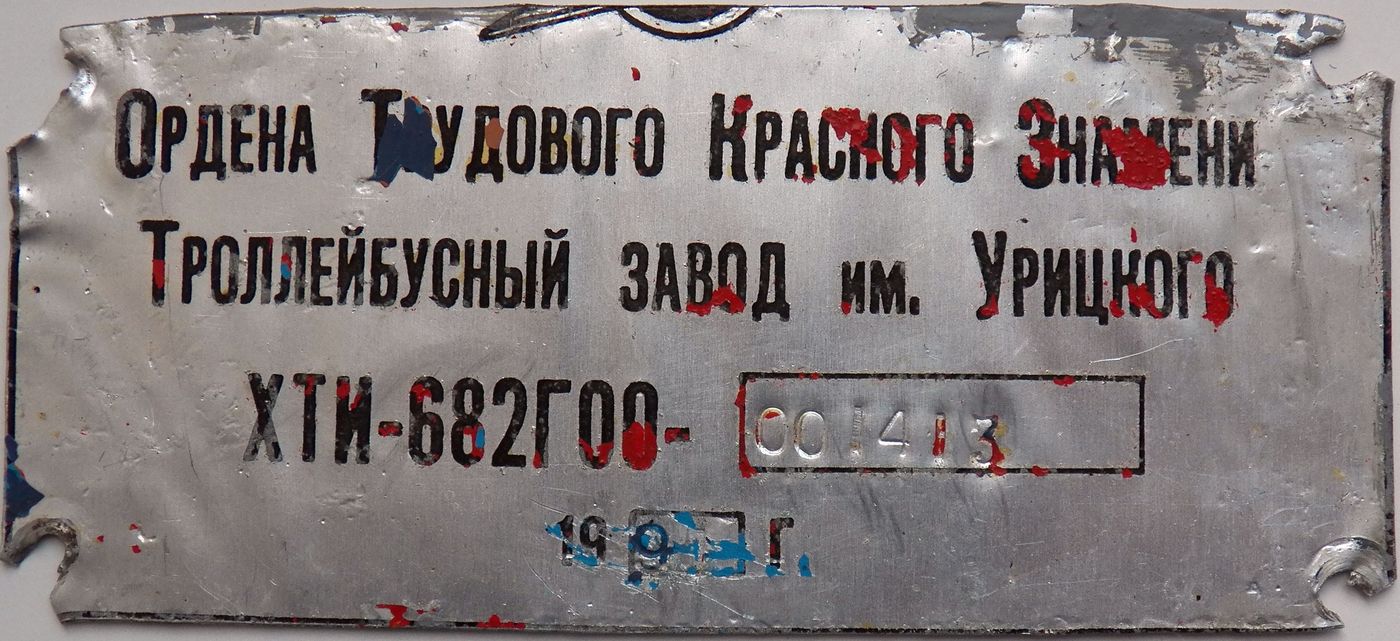 Ордена Трудового Красного Знамени
Троллейбусный завод им. Урицкого
ХТИ-682Г00- 001413
19 г